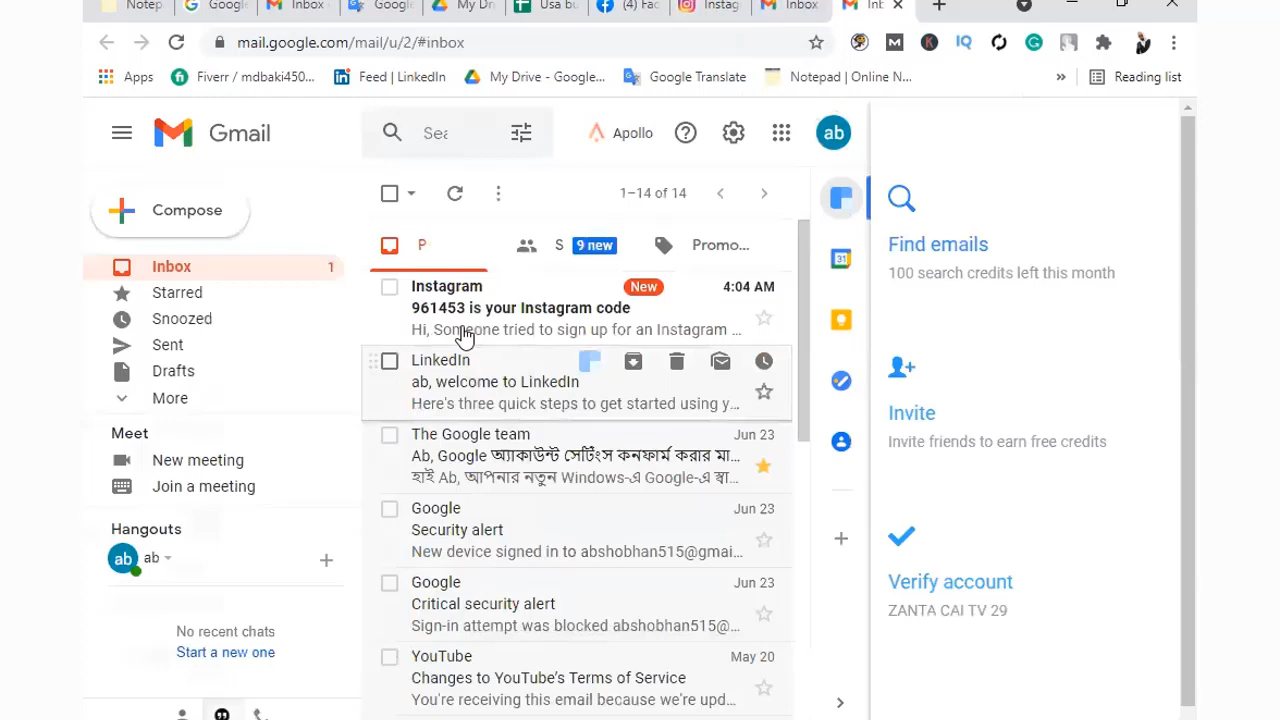 Notep
Google
Inbox
Google
My Dri
Usa bu
(4) Fac
Instag
Inbox
Inb
mail.google.com/mail/u/2/#inbox
Apps
Fiverr / mdbaki450...
Feed | LinkedIn
My Drive - Google...
Google Translate
Notepad | Online N...
»
Reading list
Gmail
Sea
Apollo
ab
Compose
1–14 of 14
P
S
9 new
Promo...
Inbox
1
Starred
Snoozed
Sent
Drafts
More
Meet
New meeting
Join a meeting
Hangouts
ab
ab
No recent chats
Start a new one
Instagram
New
4:04 AM
961453 is your Instagram code
Hi, Someone tried to sign up for an Instagram ...
LinkedIn
ab, welcome to LinkedIn
Here's three quick steps to get started using y...
The Google team
Jun 23
Ab, Google অ্যাকাউন্ট সেটিংস কনফার্ম করার মা...
হাই Ab, আপনার নতুন Windows-এ Google-এ স্বা...
Google
Jun 23
Security alert
New device signed in to abshobhan515@gmai...
Google
Jun 23
Critical security alert
Sign-in attempt was blocked abshobhan515@...
YouTube
May 20
Changes to YouTube's Terms of Service
You're receiving this email because we're upd...
31
Find emails
100 search credits left this month
Invite
Invite friends to earn free credits
Verify account
ZANTA CAI TV 29